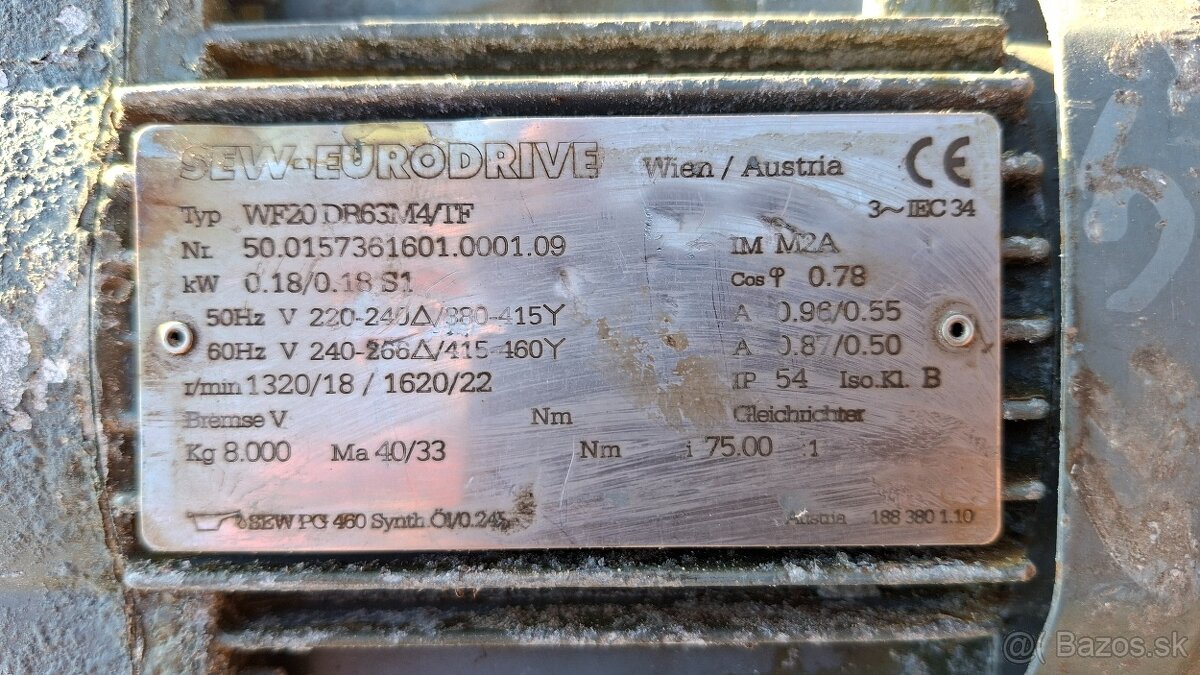 SEW-EURODRIVE Wien / Austria CE
Typ WF20 DR63M4/TF 3~IEC 34
Nr. 50.0157361601.0001.09 IM M2A
kW 0.18/0.18 S1 Cos φ 0.78
50Hz V 220-240Δ/380-415Y A 0.96/0.55
60Hz V 240-266Δ/415-460Y A 0.87/0.50
r/min 1320/18 / 1620/22 IP 54 Iso.Kl. B
Bremse V Nm Gleichrichter
Kg 8.000 Ma 40/33 Nm i 75.00 :1
SEW PG 460 Synth Öl/0.24 Austria 188 380 1.10
Bazos.sk